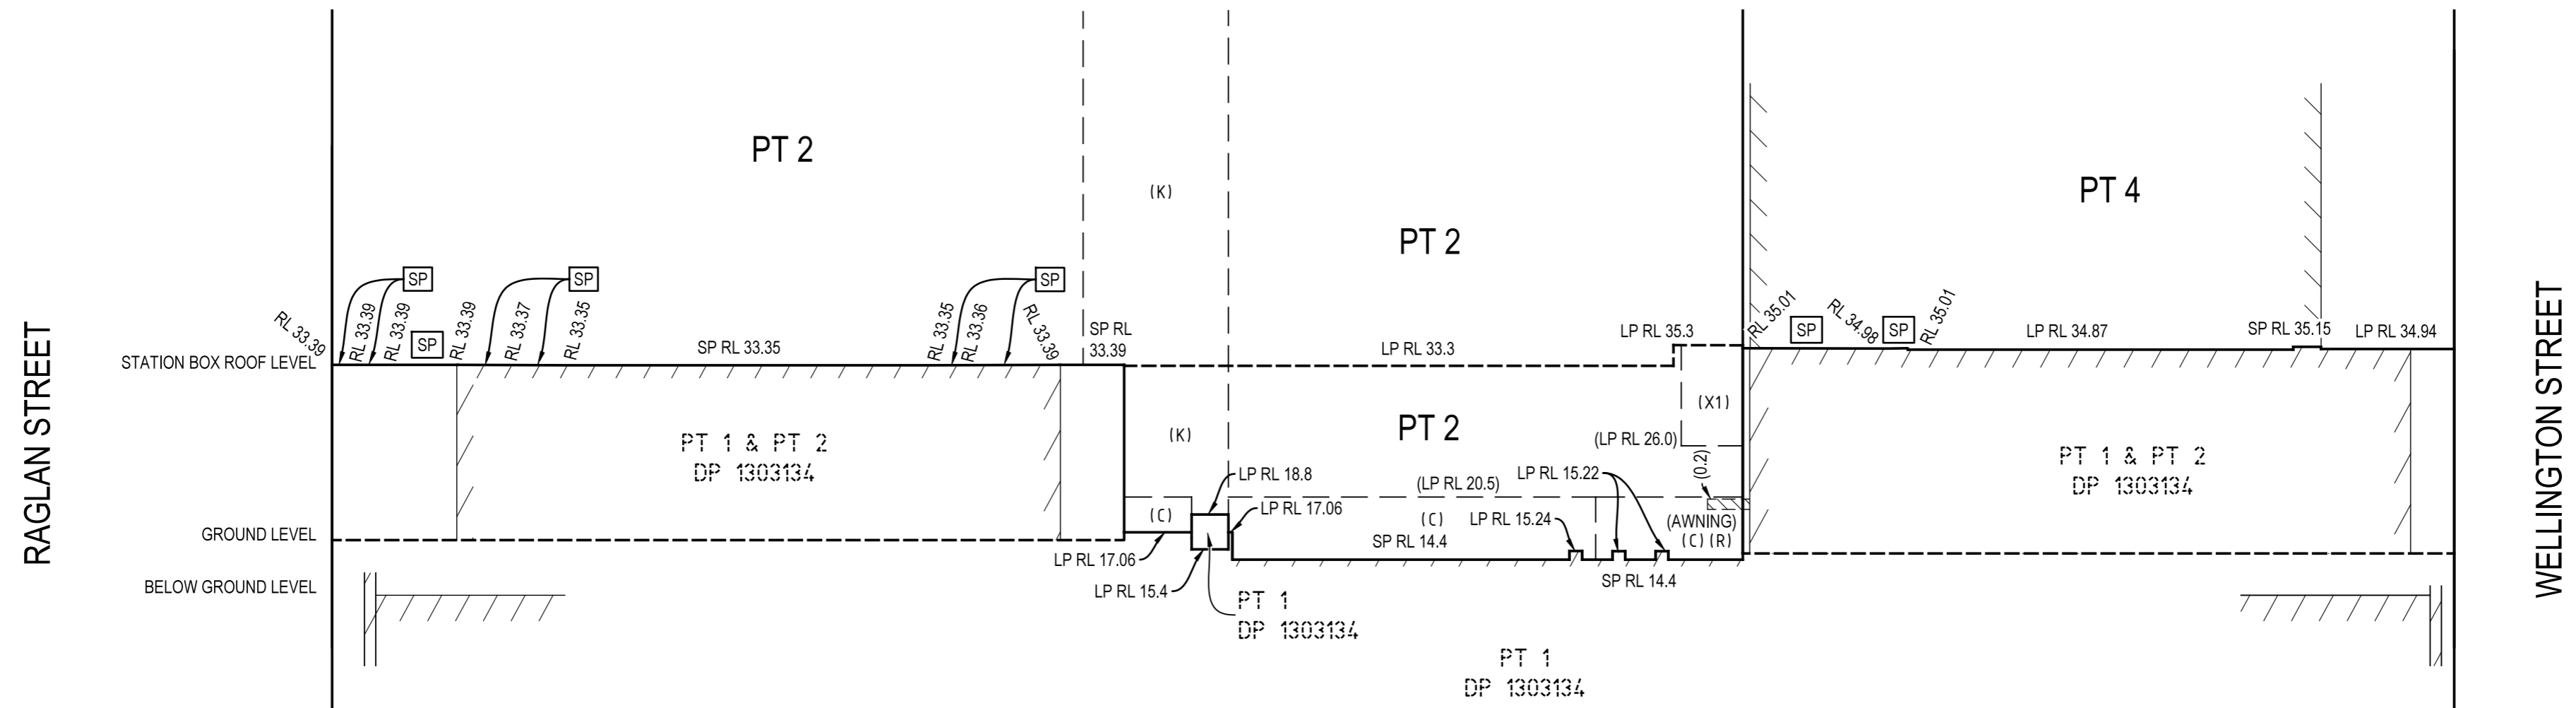 PT 2
(K)
PT 2
PT 4
RAGLAN STREET
WELLINGTON STREET
SP
SP
SP
RL 33.39
RL 33.39
RL 33.39
SP
RL 33.39
RL 33.37
RL 33.35
SP RL 33.35
RL 33.35
RL 33.36
RL 33.39
SP RL
33.39
LP RL 33.3
LP RL 35.3
RL 35.01
SP
RL 34.98
SP
RL 35.01
LP RL 34.87
SP RL 35.15
LP RL 34.94
STATION BOX ROOF LEVEL
(X1)
PT 1 & PT 2
DP 1303134
(K)
PT 2
(LP RL 26.0)
(0.2)
PT 1 & PT 2
DP 1303134
LP RL 18.8
(LP RL 20.5)
LP RL 15.22
(C)
LP RL 17.06
(C)
LP RL 15.24
(AWNING)
SP RL 14.4
(C) (R)
GROUND LEVEL
LP RL 17.06
BELOW GROUND LEVEL
LP RL 15.4
SP RL 14.4
PT 1
DP 1303134
PT 1
DP 1303134